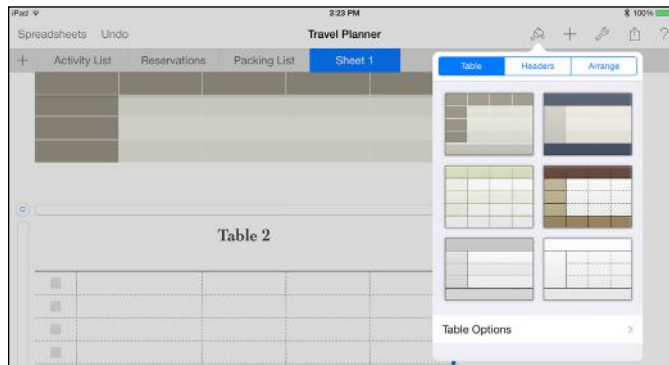 iPad
3:23 PM
100%
Spreadsheets Undo
Travel Planner
+ ?
+ Activity List Reservations Packing List Sheet 1
Table Headers Arrange
Table 2
Table Options